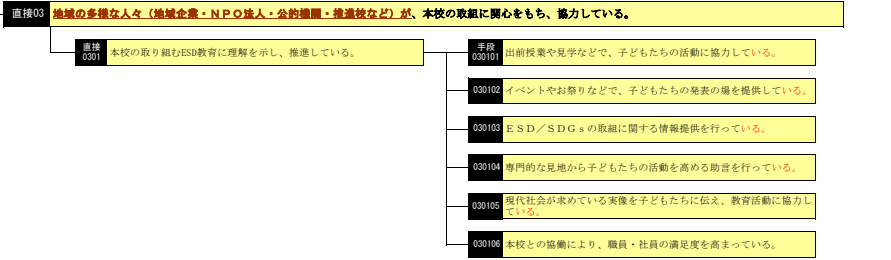 直接03 地域の多様な人々（地域企業・ＮＰＯ法人・公的機関・推進校など）が、本校の取組に関心をもち、協力している。
直接
0301
本校の取り組むESD教育に理解を示し、推進している。
手段
030101
出前授業や見学などで、子どもたちの活動に協力している。
030102 イベントやお祭りなどで、子どもたちの発表の場を提供している。
030103 ＥＳＤ／ＳＤＧｓの取組に関する情報提供を行っている。
030104 専門的な見地から子どもたちの活動を高める助言を行っている。
030105 現代社会が求めている実像を子どもたちに伝え、教育活動に協力し
ている。
030106 本校との協働により、職員・社員の満足度を高まっている。